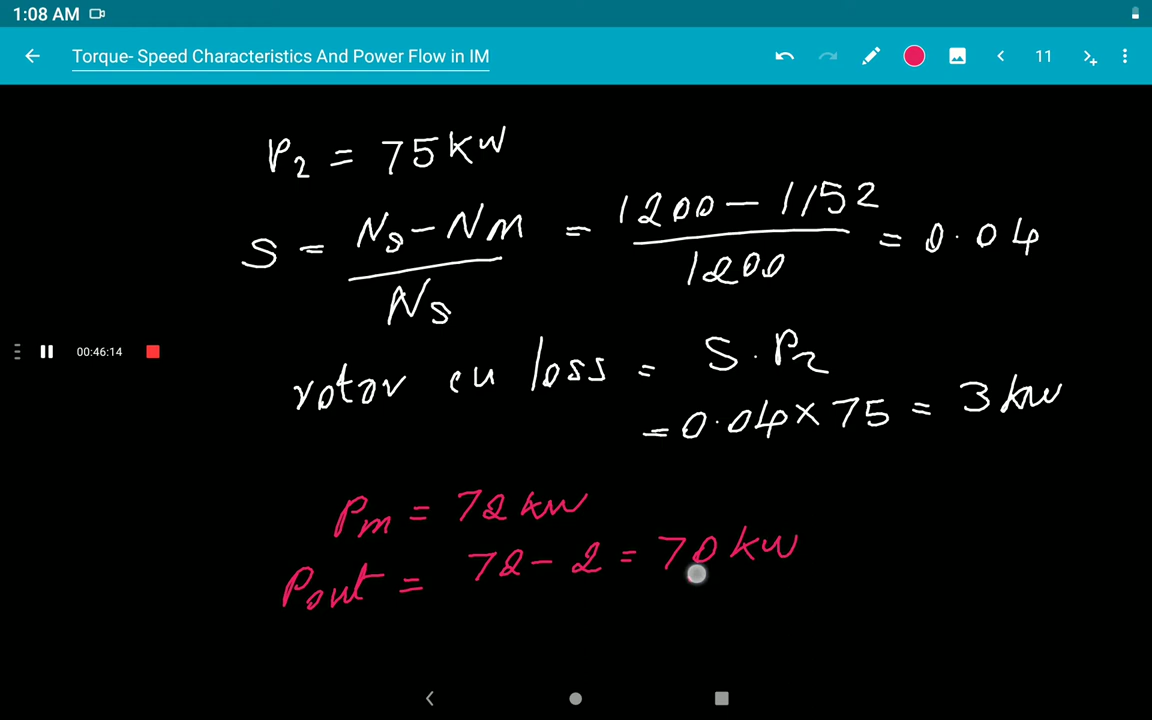 1:08 AM
Torque- Speed Characteristics And Power Flow in IM
11
P2 = 75 kW
S = Ns - NM / Ns = 1200 - 1152 / 1200 = 0.04
00:46:14
rotor cu loss = S . P2
= 0.04 × 75 = 3 kW
Pm = 72 kW
Pout = 72 - 2 = 70 kW